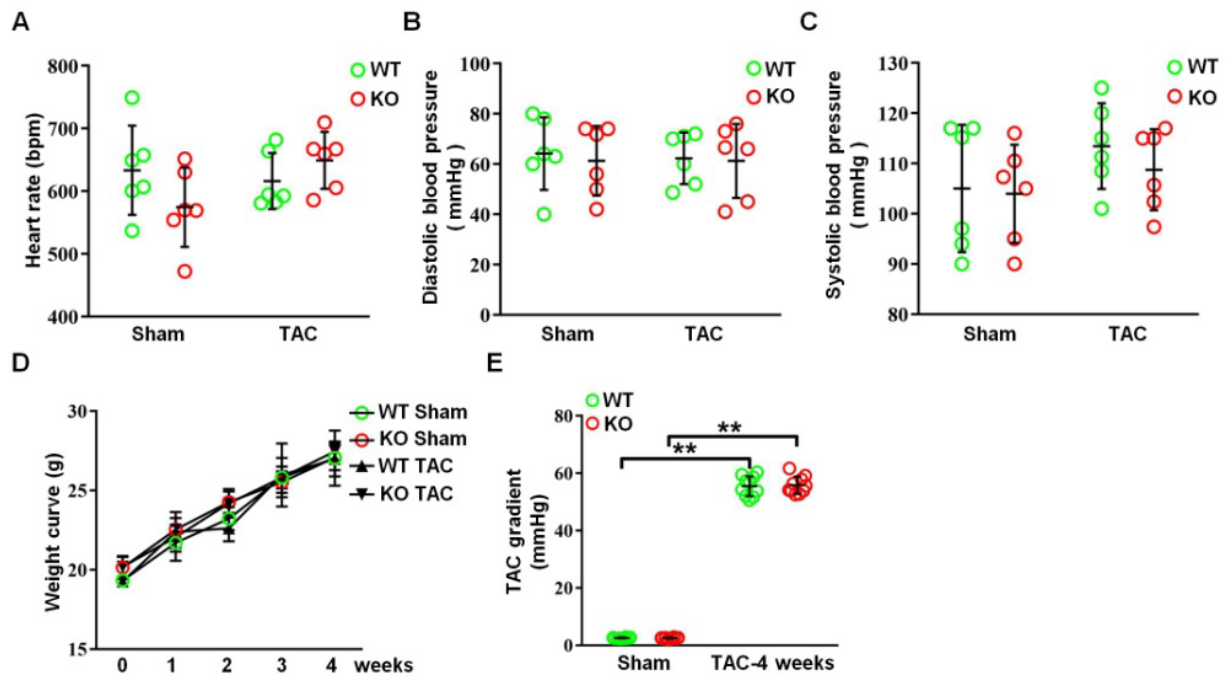 A
Heart rate (bpm)
800
700
600
500
400
WT
KO
Sham
TAC
B
Diastolic blood pressure
( mmHg )
100
80
60
40
20
0
WT
KO
Sham
TAC
C
Systolic blood pressure
( mmHg )
130
120
110
100
90
80
WT
KO
Sham
TAC
D
Weight curve (g)
30
25
20
15
0
1
2
3
4
weeks
WT Sham
KO Sham
WT TAC
KO TAC
E
WT
KO
TAC gradient
(mmHg)
80
60
40
20
0
**
**
Sham
TAC-4 weeks